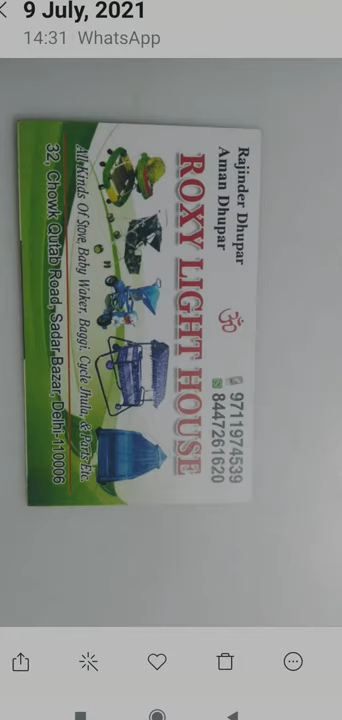 9 July, 2021
14:31 WhatsApp
Rajinder Dhupar
Aman Dhupar
ॐ
9711974539
8447261620
ROXY LIGHT HOUSE
All Kinds Of Stove, Baby Waker, Baggi, Cycle Jhula, & Parts Etc.
32, Chowk Qutab Road, Sadar Bazar, Delhi-110006